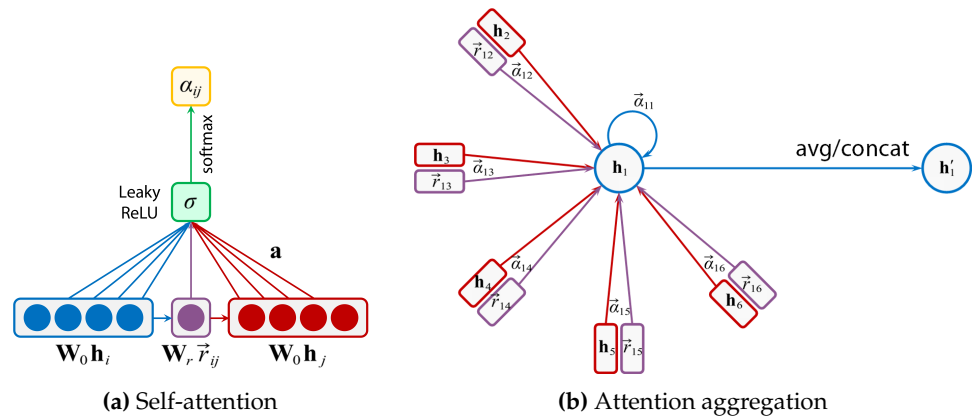 α_ij
softmax
Leaky
ReLU
σ
a
W_0 h_i
W_r r⃗_ij
W_0 h_j
(a) Self-attention
h_2
r⃗_12
α⃗_12
α⃗_11
h_3
α⃗_13
r⃗_13
h_1
avg/concat
h′_1
h_4
α⃗_14
r⃗_14
α⃗_15
h_5
r⃗_15
α⃗_16
r⃗_16
h_6
(b) Attention aggregation